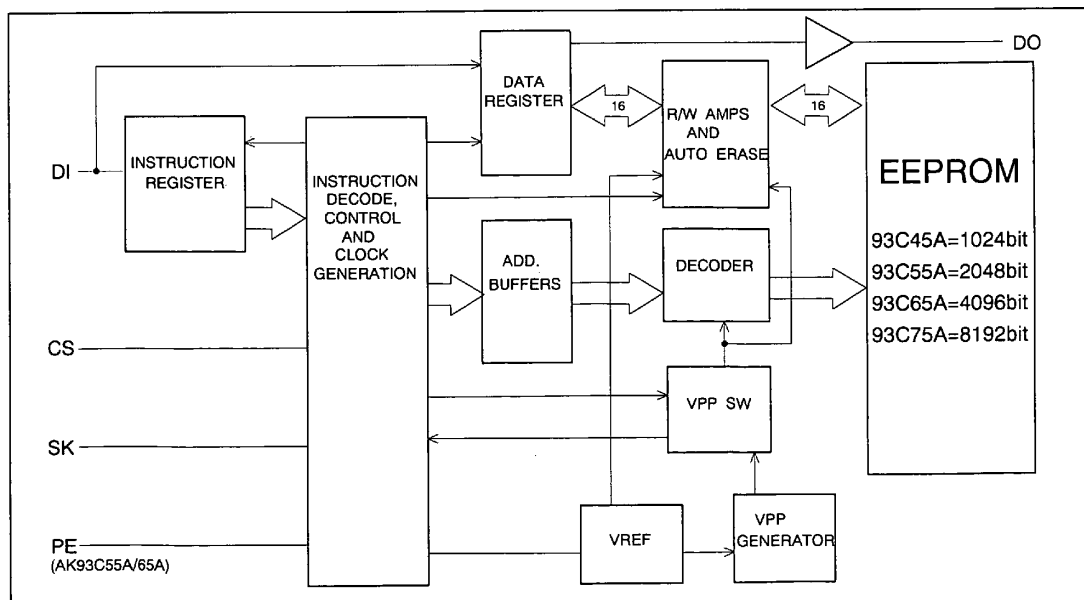 DO
DATA
REGISTER
16
R/W AMPS
AND
AUTO ERASE
16
DI
INSTRUCTION
REGISTER
INSTRUCTION
DECODE,
CONTROL
AND
CLOCK
GENERATION
EEPROM
93C45A=1024bit
93C55A=2048bit
93C65A=4096bit
93C75A=8192bit
ADD.
BUFFERS
DECODER
CS
VPP SW
SK
PE
(AK93C55A/65A)
VREF
VPP
GENERATOR